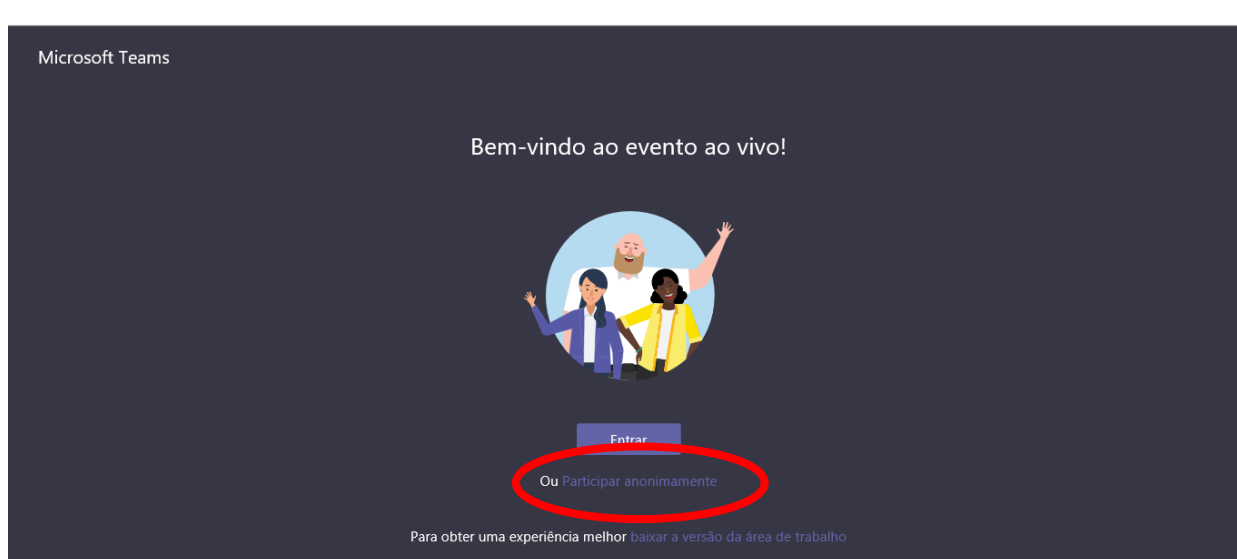 Microsoft Teams
Bem-vindo ao evento ao vivo!
Entrar
Ou Participar anonimamente
Para obter uma experiência melhor baixar a versão da área de trabalho